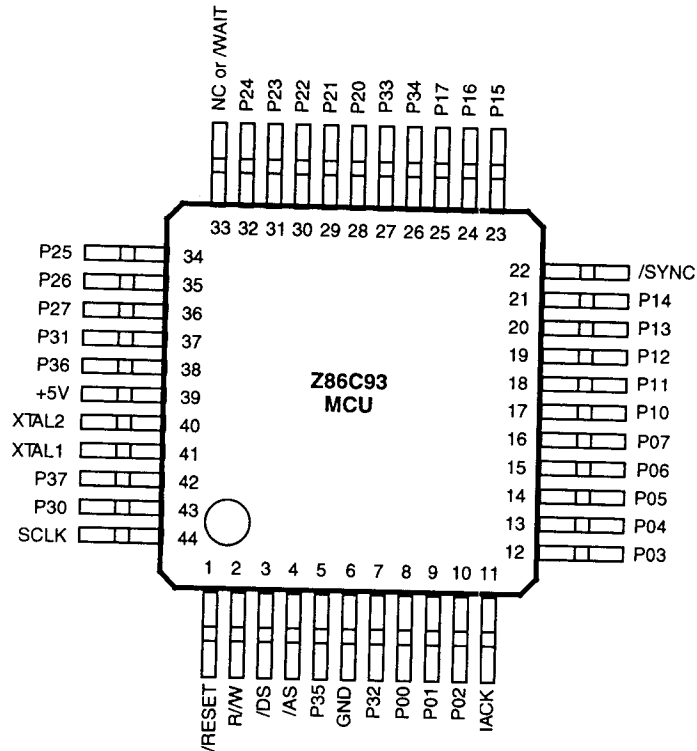 NC or /WAIT
P24
P23
P22
P21
P20
P33
P34
P17
P16
P15
33 32 31 30 29 28 27 26 25 24 23
P25 34
P26 35
P27 36
P31 37
P36 38
+5V 39
XTAL2 40
XTAL1 41
P37 42
P30 43
SCLK 44
Z86C93
MCU
22 /SYNC
21 P14
20 P13
19 P12
18 P11
17 P10
16 P07
15 P06
14 P05
13 P04
12 P03
1 2 3 4 5 6 7 8 9 10 11
/RESET
R//W
/DS
/AS
P35
GND
P32
P00
P01
P02
IACK